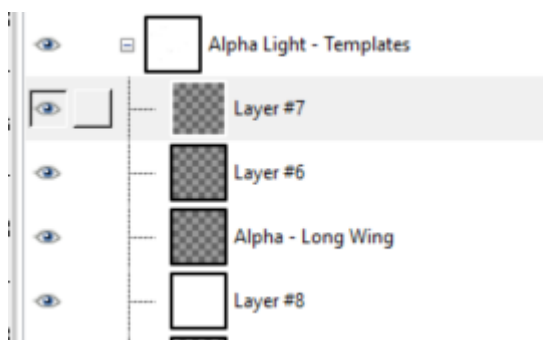 Alpha Light - Templates
Layer #7
Layer #6
Alpha - Long Wing
Layer #8